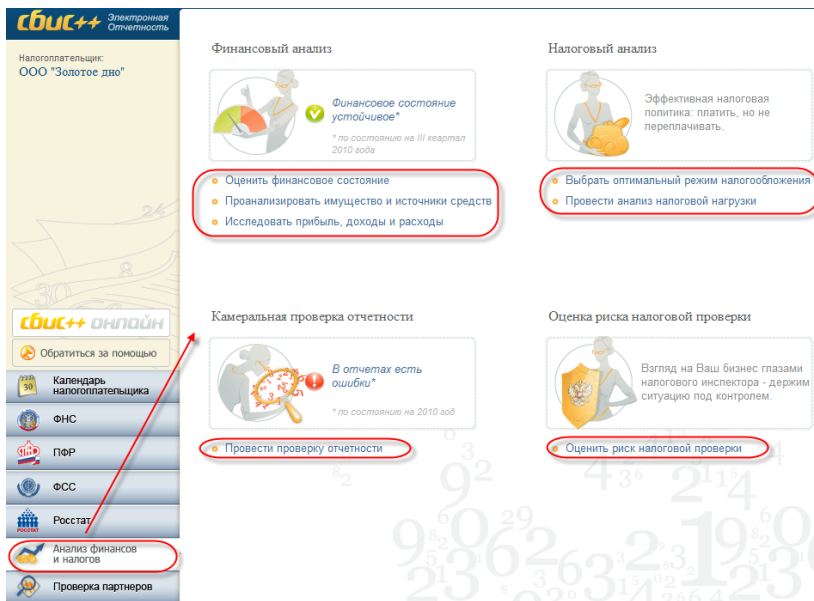 сбис++ Электронная
Отчетность
Налогоплательщик:
ООО "Золотое дно"
24
8
30
сбис++ онлайн
Обратиться за помощью
30
Календарь
налогоплательщика
ФНС
ПФР
ФСС
РОССТАТ
Росстат
Анализ финансов
и налогов
Проверка партнеров
Финансовый анализ
Финансовое состояние
устойчивое*
* по состоянию на III квартал
2010 года
Оценить финансовое состояние
Проанализировать имущество и источники средств
Исследовать прибыль, доходы и расходы
Налоговый анализ
Эффективная налоговая
политика: платить, но не
переплачивать.
Выбрать оптимальный режим налогообложения
Провести анализ налоговой нагрузки
Камеральная проверка отчетности
В отчетах есть
ошибки*
* по состоянию на 2010 год
Провести проверку отчетности
Оценка риска налоговой проверки
Взгляд на Ваш бизнес глазами
налогового инспектора - держим
ситуацию под контролем.
Оценить риск налоговой проверки